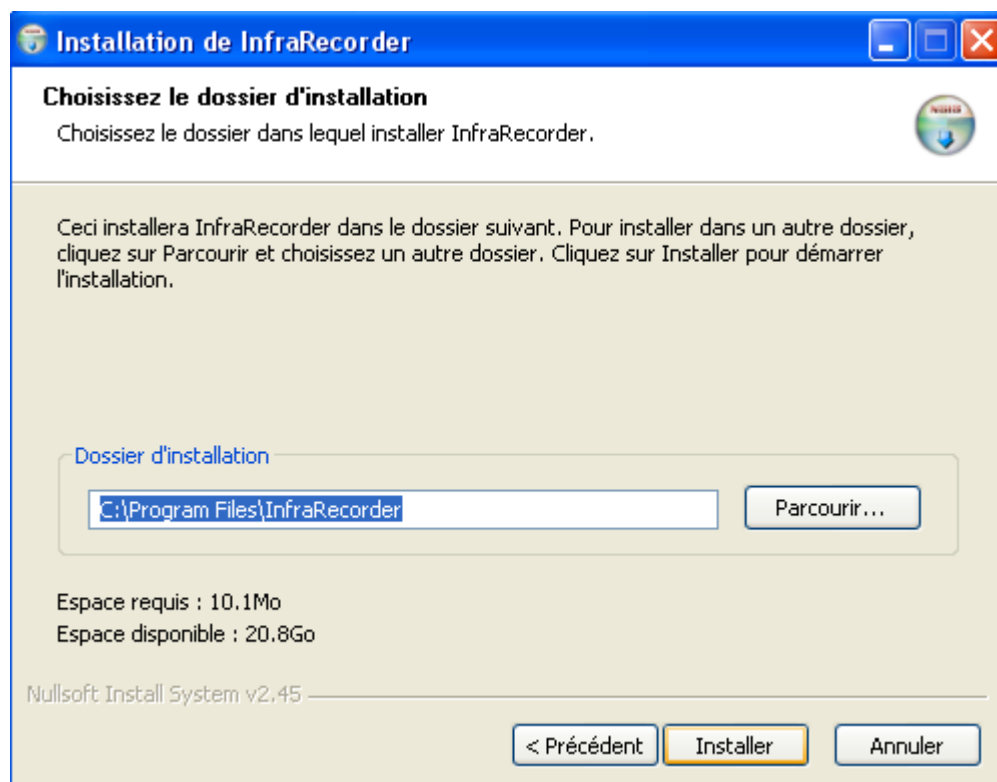 Installation de InfraRecorder
Choisissez le dossier d'installation
Choisissez le dossier dans lequel installer InfraRecorder.
Ceci installera InfraRecorder dans le dossier suivant. Pour installer dans un autre dossier,
cliquez sur Parcourir et choisissez un autre dossier. Cliquez sur Installer pour démarrer
l'installation.
Dossier d'installation
C:\Program Files\InfraRecorder
Parcourir...
Espace requis : 10.1Mo
Espace disponible : 20.8Go
Nullsoft Install System v2.45
< Précédent
Installer
Annuler